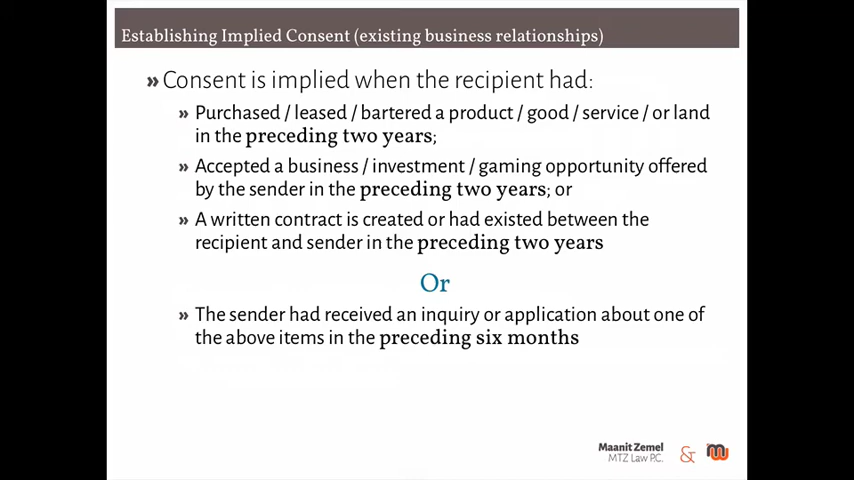 Establishing Implied Consent (existing business relationships)
» Consent is implied when the recipient had:
» Purchased / leased / bartered a product / good / service / or land
in the preceding two years;
» Accepted a business / investment / gaming opportunity offered
by the sender in the preceding two years; or
» A written contract is created or had existed between the
recipient and sender in the preceding two years
Or
» The sender had received an inquiry or application about one of
the above items in the preceding six months
Maanit Zemel
MTZ Law P.C.
&